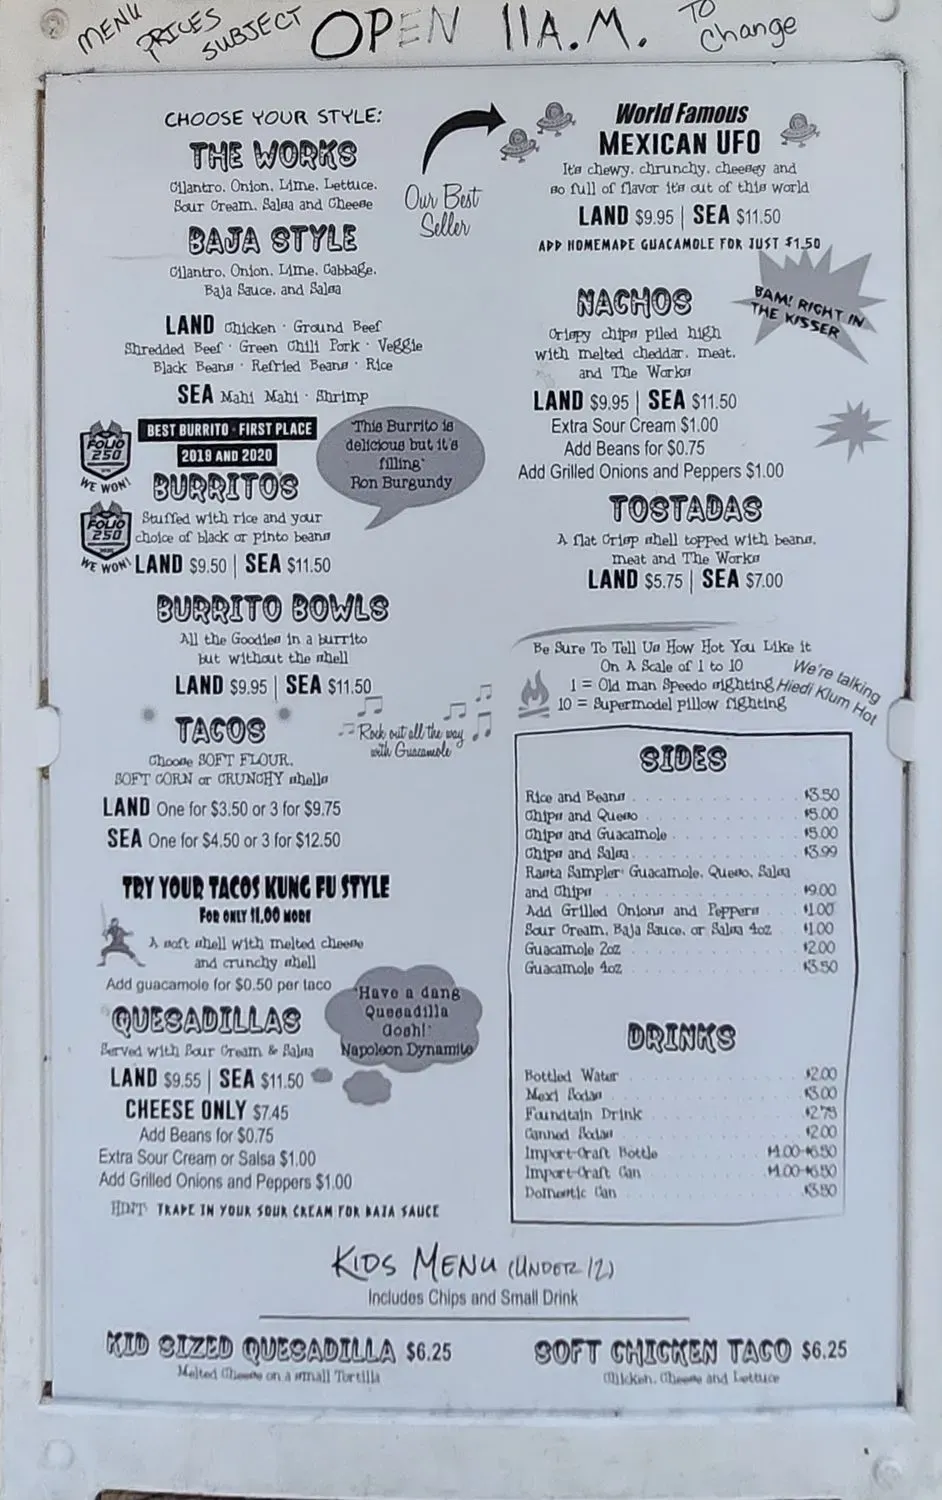 MENU PRICES SUBJECT TO Change
OPEN 11A.M.
CHOOSE YOUR STYLE:
THE WORKS
Cilantro, Onion, Lime, Lettuce,
Sour Cream, Salsa and Cheese
BAJA STYLE
Cilantro, Onion, Lime, Cabbage,
Baja Sauce, and Salsa
LAND Chicken · Ground Beef
Shredded Beef · Green Chili Pork · Veggie
Black Beans · Refried Beans · Rice
SEA Mahi Mahi · Shrimp
BEST BURRITO - FIRST PLACE
2019 AND 2020
FOLIO
250
WE WON!
BURRITOS
Stuffed with rice and your
choice of black or pinto beans
LAND $9.50 | SEA $11.50
FOLIO
250
WE WON!
"This Burrito is
delicious but it's
filling"
Ron Burgundy
BURRITO BOWLS
All the Goodies in a burrito
but without the shell
LAND $9.95 | SEA $11.50
TACOS
Choose SOFT FLOUR,
SOFT CORN or CRUNCHY shells
Rock out all the way
with Guacamole
LAND One for $3.50 or 3 for $9.75
SEA One for $4.50 or 3 for $12.50
TRY YOUR TACOS KUNG FU STYLE
FOR ONLY $1.00 MORE
A soft shell with melted cheese
and crunchy shell
Add guacamole for $0.50 per taco
QUESADILLAS
Served with Sour Cream & Salsa
LAND $9.55 | SEA $11.50
CHEESE ONLY $7.45
Add Beans for $0.75
Extra Sour Cream or Salsa $1.00
Add Grilled Onions and Peppers $1.00
HINT: TRADE IN YOUR SOUR CREAM FOR BAJA SAUCE
"Have a dang
Quesadilla
Gosh!"
Napoleon Dynamite
Our Best
Seller
World Famous
MEXICAN UFO
It's chewy, chrunchy, cheesey and
so full of flavor it's out of this world
LAND $9.95 | SEA $11.50
ADD HOMEMADE GUACAMOLE FOR JUST $1.50
NACHOS
Crispy chips piled high
with melted cheddar, meat,
and The Works
BAM! RIGHT IN
THE KISSER
LAND $9.95 | SEA $11.50
Extra Sour Cream $1.00
Add Beans for $0.75
Add Grilled Onions and Peppers $1.00
TOSTADAS
A flat Crisp shell topped with beans,
meat and The Works
LAND $5.75 | SEA $7.00
Be Sure To Tell Us How Hot You Like it
On A Scale of 1 to 10
1 = Old man Speedo sighting
10 = Supermodel pillow fighting
We're talking
Hiedi Klum Hot
SIDES
Rice and Beans $3.50
Chips and Queso $5.00
Chips and Guacamole $5.00
Chips and Salsa $3.99
Rasta Sampler: Guacamole, Queso, Salsa
and Chips $9.00
Add Grilled Onions and Peppers $1.00
Sour Cream, Baja Sauce, or Salsa 4oz $1.00
Guacamole 2oz $2.00
Guacamole 4oz $3.50
DRINKS
Bottled Water $2.00
Mexi Sodas $3.00
Foundtain Drink $2.75
Canned Sodas $2.00
Import-Craft Bottle $4.00-$6.50
Import-Craft Can $4.00-$6.50
Domestic Can $3.50
KIDS MENU (UNDER 12)
Includes Chips and Small Drink
KID SIZED QUESADILLA $6.25
Melted Cheese on a small Tortilla
SOFT CHICKEN TACO $6.25
Chicken, Cheese and Lettuce